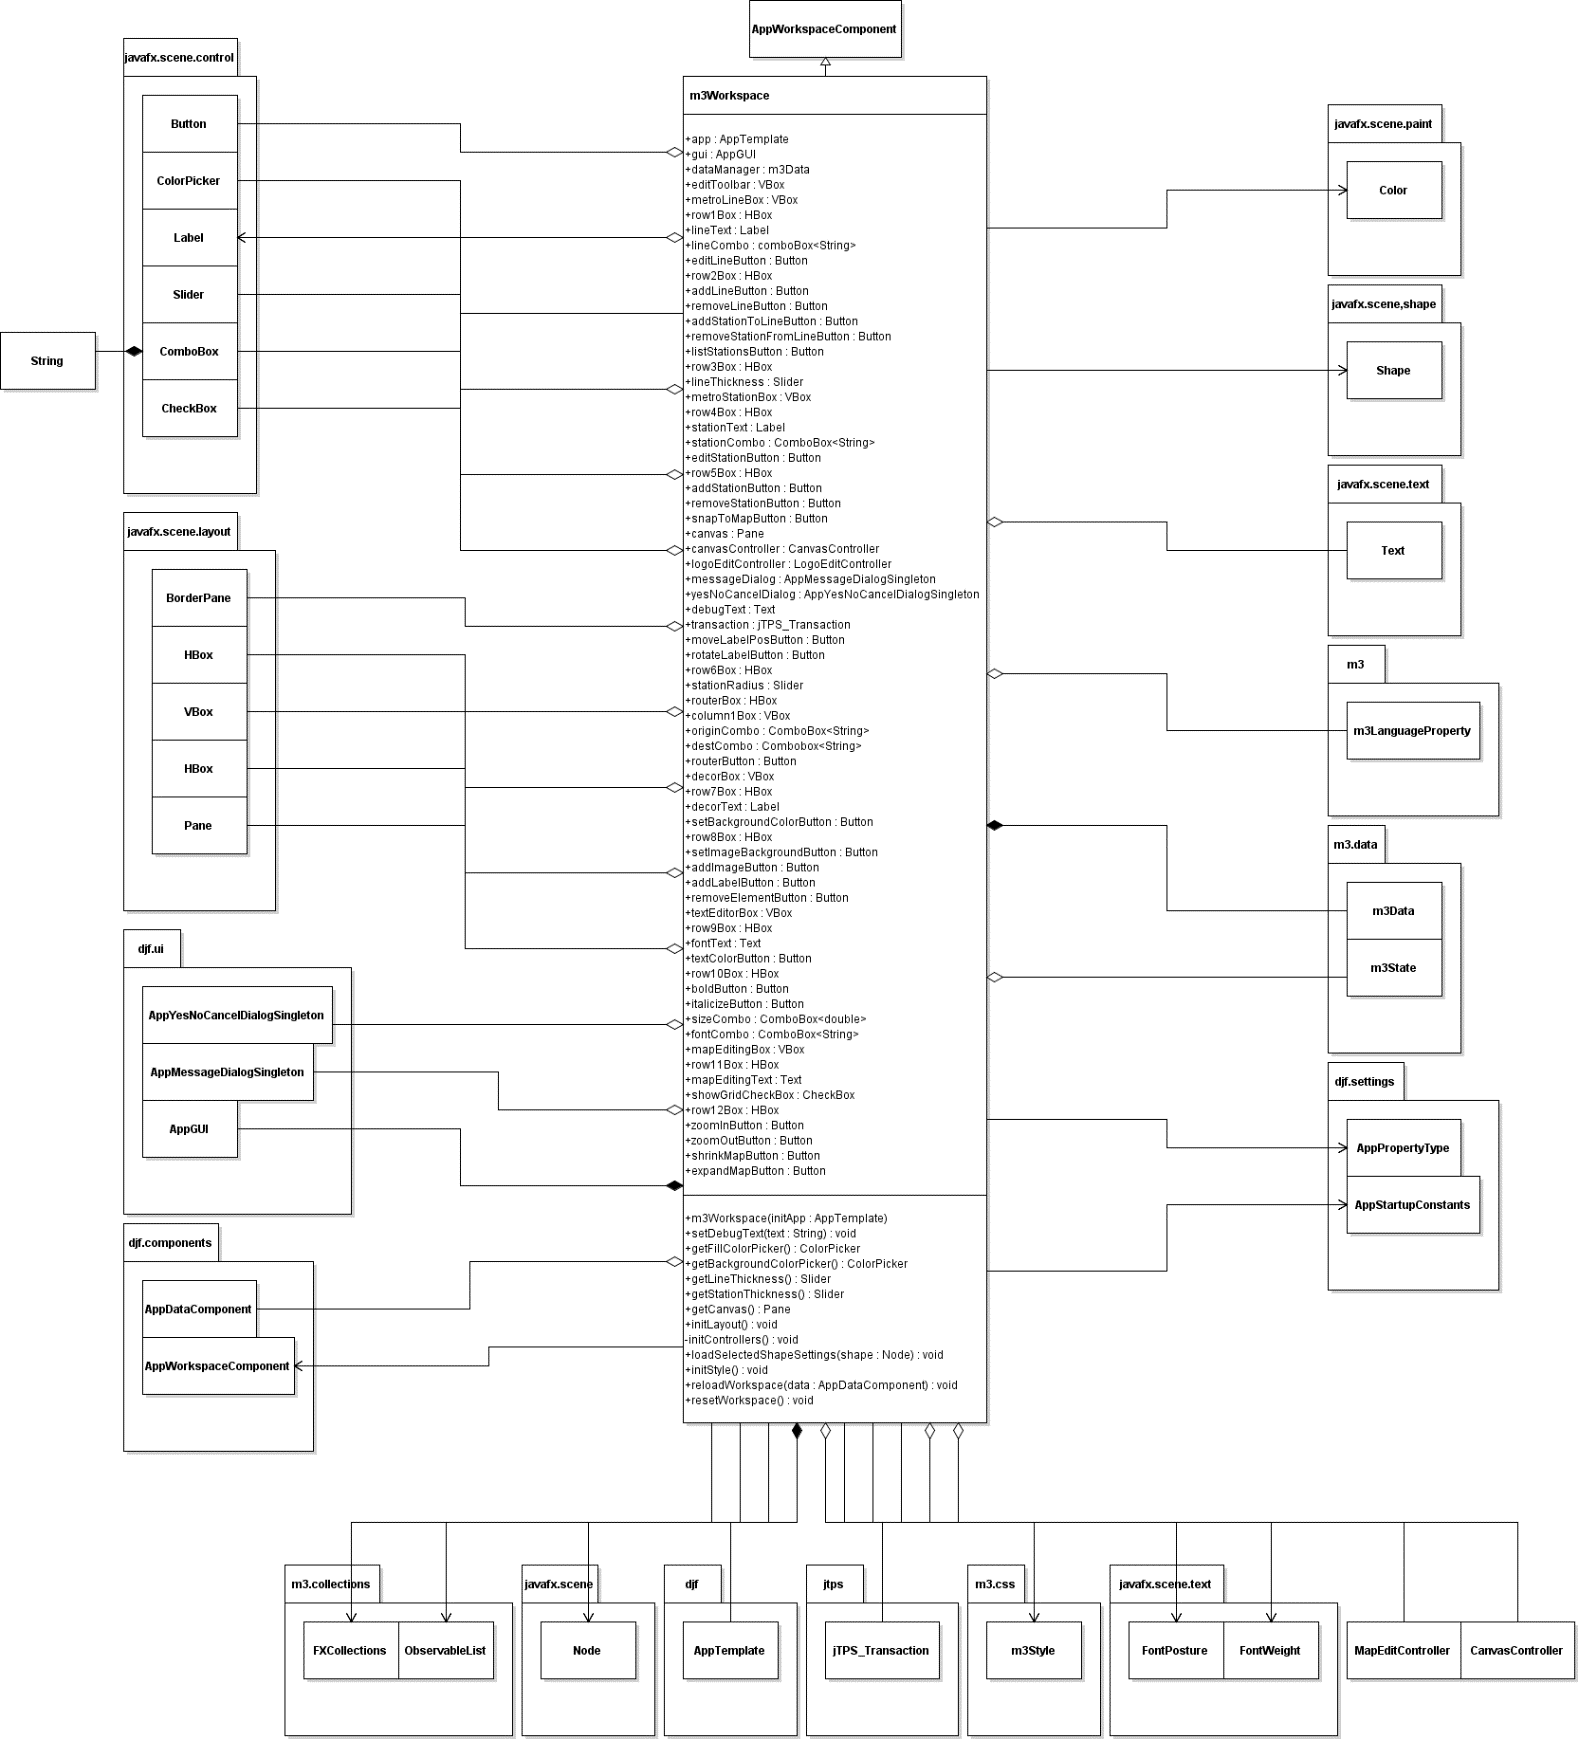 AppWorkspaceComponent
javafx.scene.control
Button
ColorPicker
Label
Slider
ComboBox
CheckBox
String
javafx.scene.layout
BorderPane
HBox
VBox
HBox
Pane
djf.ui
AppYesNoCancelDialogSingleton
AppMessageDialogSingleton
AppGUI
djf.components
AppDataComponent
AppWorkspaceComponent
m3Workspace
+app : AppTemplate
+gui : AppGUI
+dataManager : m3Data
+editToolbar : VBox
+metroLineBox : VBox
+row1Box : HBox
+lineText : Label
+lineCombo : comboBox<String>
+editLineButton : Button
+row2Box : HBox
+addLineButton : Button
+removeLineButton : Button
+addStationToLineButton : Button
+removeStationFromLineButton : Button
+listStationsButton : Button
+row3Box : HBox
+lineThickness : Slider
+metroStationBox : VBox
+row4Box : HBox
+stationText : Label
+stationCombo : ComboBox<String>
+editStationButton : Button
+row5Box : HBox
+addStationButton : Button
+removeStationButton : Button
+snapToMapButton : Button
+canvas : Pane
+canvasController : CanvasController
+logoEditController : LogoEditController
+messageDialog : AppMessageDialogSingleton
+yesNoCancelDialog : AppYesNoCancelDialogSingleton
+debugText : Text
+transaction : jTPS_Transaction
+moveLabelPosButton : Button
+rotateLabelButton : Button
+row6Box : HBox
+stationRadius : Slider
+routerBox : HBox
+column1Box : VBox
+originCombo : ComboBox<String>
+destCombo : Combobox<String>
+routerButton : Button
+decorBox : VBox
+row7Box : HBox
+decorText : Label
+setBackgroundColorButton : Button
+row8Box : HBox
+setImageBackgroundButton : Button
+addImageButton : Button
+addLabelButton : Button
+removeElementButton : Button
+textEditorBox : VBox
+row9Box : HBox
+fontText : Text
+textColorButton : Button
+row10Box : HBox
+boldButton : Button
+italicizeButton : Button
+sizeCombo : ComboBox<double>
+fontCombo : ComboBox<String>
+mapEditingBox : VBox
+row11Box : HBox
+mapEditingText : Text
+showGridCheckBox : CheckBox
+row12Box : HBox
+zoomInButton : Button
+zoomOutButton : Button
+shrinkMapButton : Button
+expandMapButton : Button
+m3Workspace(initApp : AppTemplate)
+setDebugText(text : String) : void
+getFillColorPicker() : ColorPicker
+getBackgroundColorPicker() : ColorPicker
+getLineThickness() : Slider
+getStationThickness() : Slider
+getCanvas() : Pane
+initLayout() : void
-initControllers() : void
+loadSelectedShapeSettings(shape : Node) : void
+initStyle() : void
+reloadWorkspace(data : AppDataComponent) : void
+resetWorkspace() : void
javafx.scene.paint
Color
javafx.scene,shape
Shape
javafx.scene.text
Text
m3
m3LanguageProperty
m3.data
m3Data
m3State
djf.settings
AppPropertyType
AppStartupConstants
m3.collections
FXCollections
ObservableList
javafx.scene
Node
djf
AppTemplate
jtps
jTPS_Transaction
m3.css
m3Style
javafx.scene.text
FontPosture
FontWeight
MapEditController
CanvasController